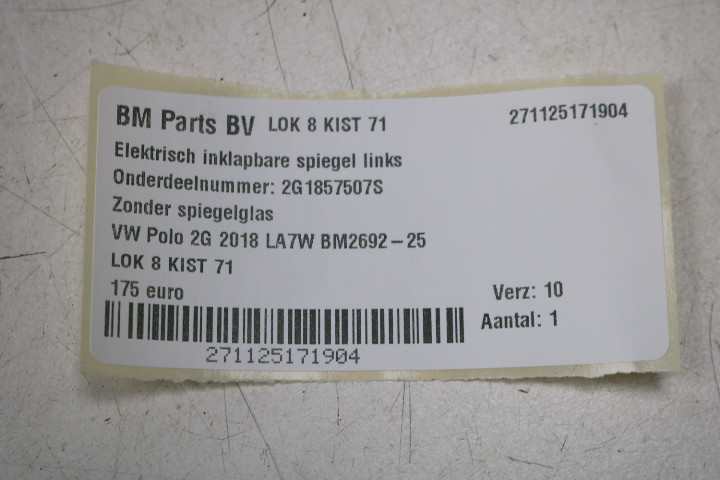 BM Parts BV LOK 8 KIST 71 271125171904
Elektrisch inklapbare spiegel links
Onderdeelnummer: 2G1857507S
Zonder spiegelglas
VW Polo 2G 2018 LA7W BM2692-25
LOK 8 KIST 71
175 euro Verz: 10
Aantal: 1
271125171904